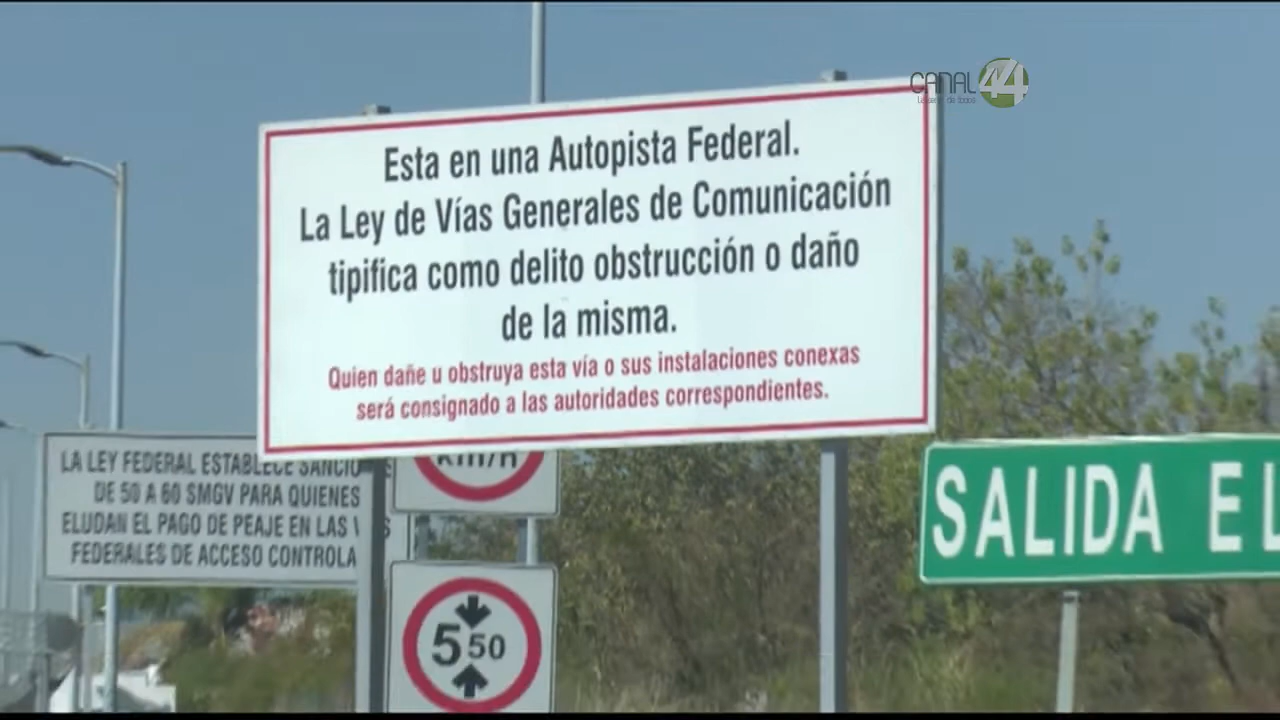 CANAL 44
Esta en una Autopista Federal.
La Ley de Vías Generales de Comunicación
tipifica como delito obstrucción o daño
de la misma.
Quien dañe u obstruya esta vía o sus instalaciones conexas
será consignado a las autoridades correspondientes.
LA LEY FEDERAL ESTABLECE
DE 50 A 60 SMGV PARA QUIENES
ELUDAN EL PAGO DE PEAJE EN LAS
FEDERALES DE ACCESO
km/h
5 50
SALIDA EL